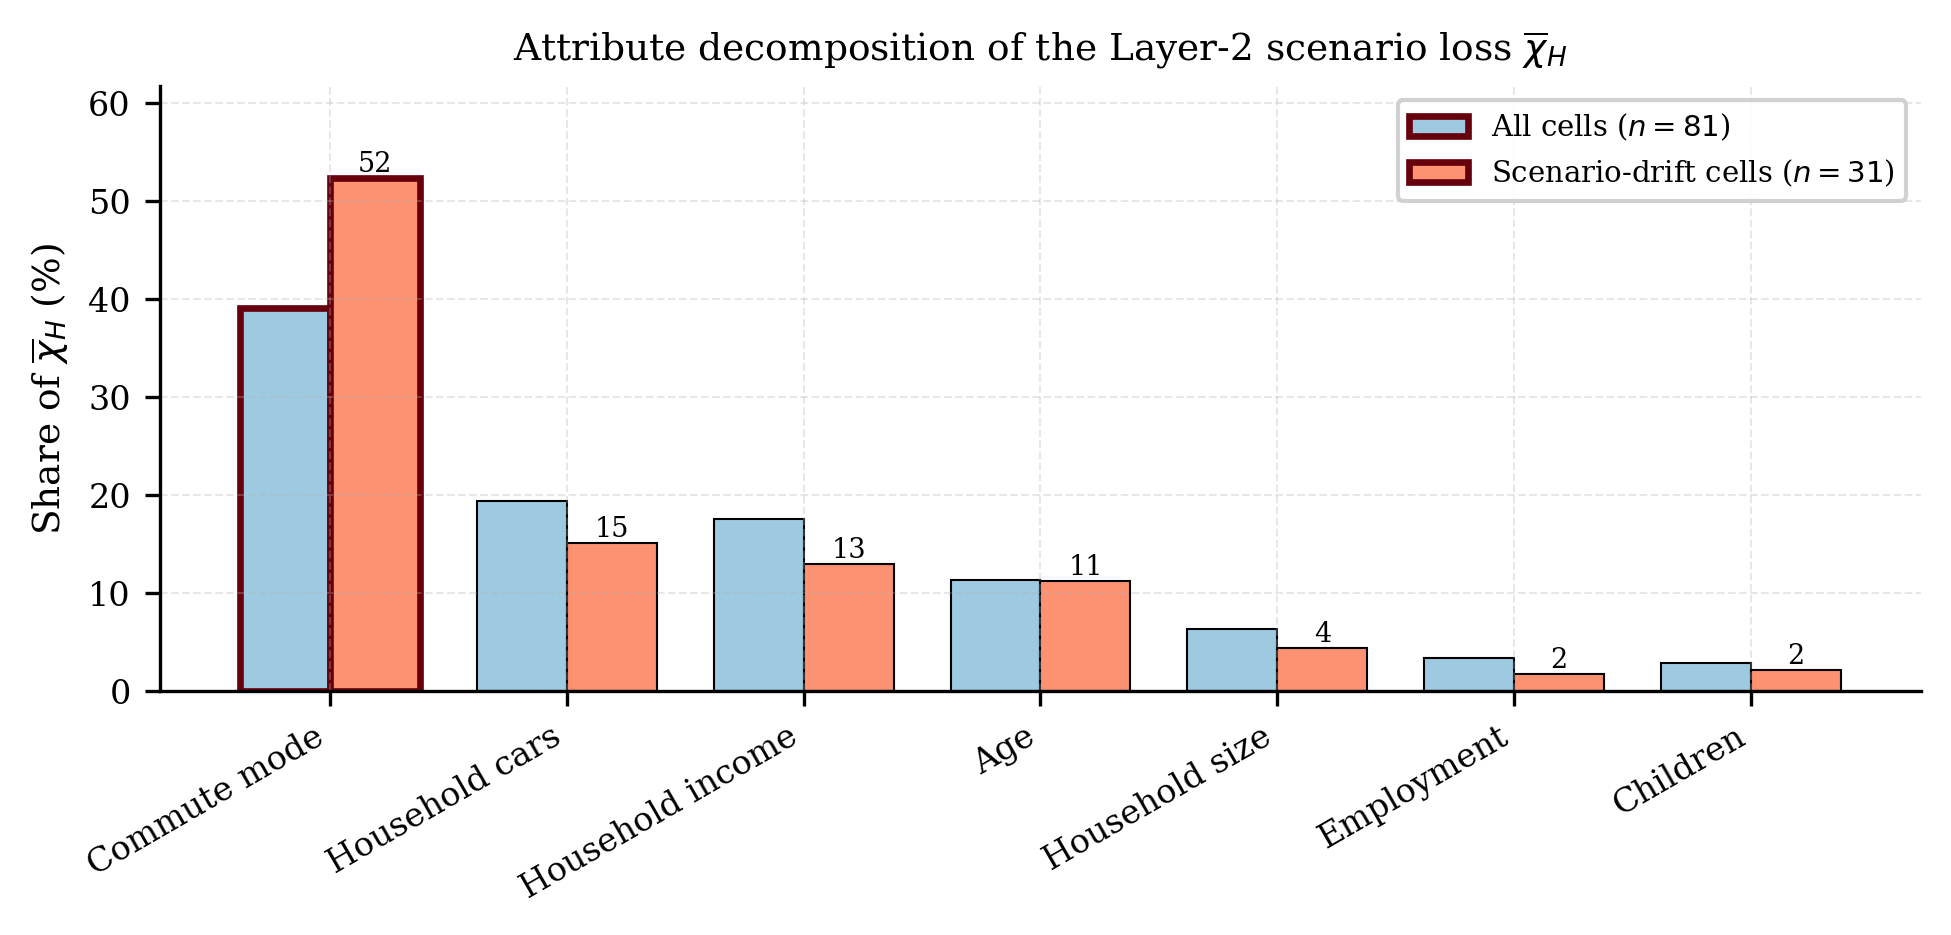 Attribute decomposition of the Layer-2 scenario loss χ̅_H
All cells (n = 81)
Scenario-drift cells (n = 31)
Share of χ̅_H (%)
60
50
40
30
20
10
0
52
15
13
11
4
2
2
Commute mode
Household cars
Household income
Age
Household size
Employment
Children